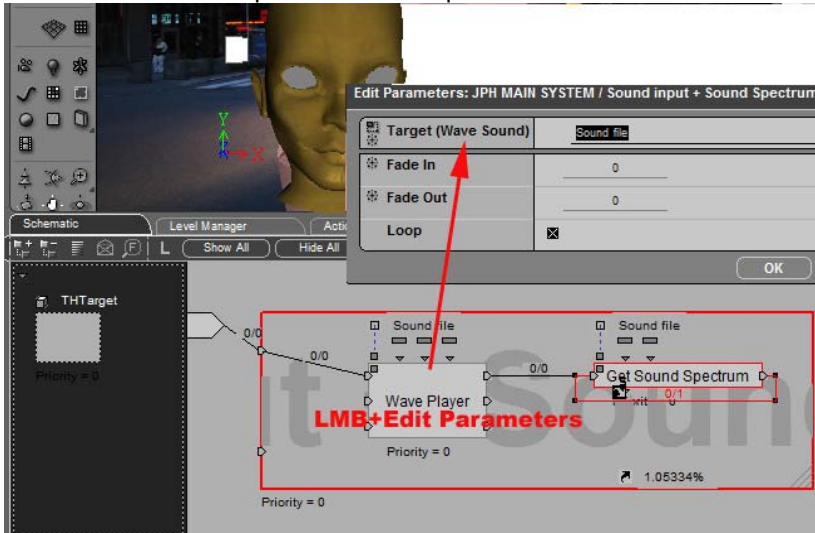 Edit Parameters: JPH MAIN SYSTEM / Sound input + Sound Spectrum
Target (Wave Sound)
Sound file
Fade In
0
Fade Out
0
Loop
OK
Schematic
Level Manager
Show All
Hide All
THTarget
Priority = 0
0/0
0/0
Sound file
Wave Player
Priority = 0
0/0
Sound file
Get Sound Spectrum
0/1
LMB+Edit Parameters
1.05334%
Priority = 0